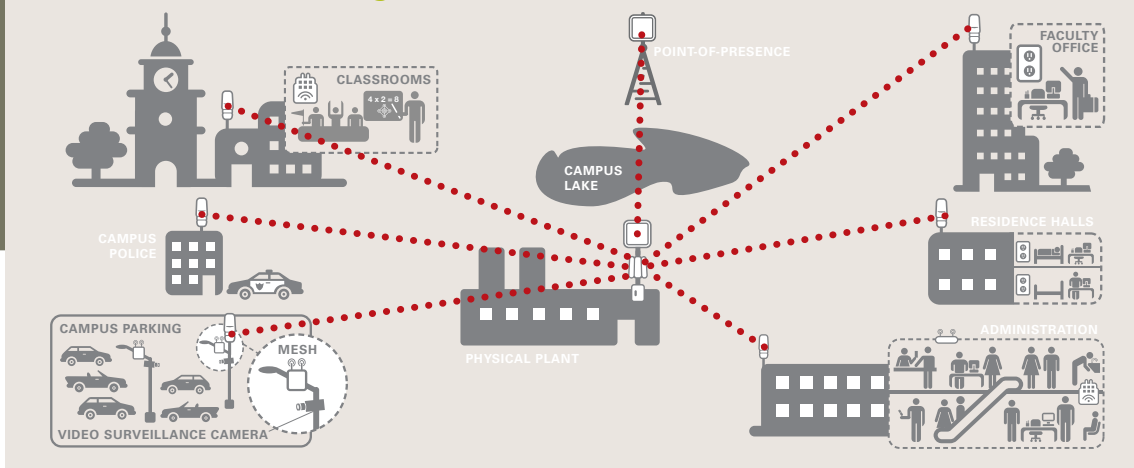 CLASSROOMS
4 x 2 = 8
POINT-OF-PRESENCE
FACULTY
OFFICE
CAMPUS
LAKE
CAMPUS
POLICE
RESIDENCE HALLS
CAMPUS PARKING
MESH
PHYSICAL PLANT
ADMINISTRATION
VIDEO SURVEILLANCE CAMERA